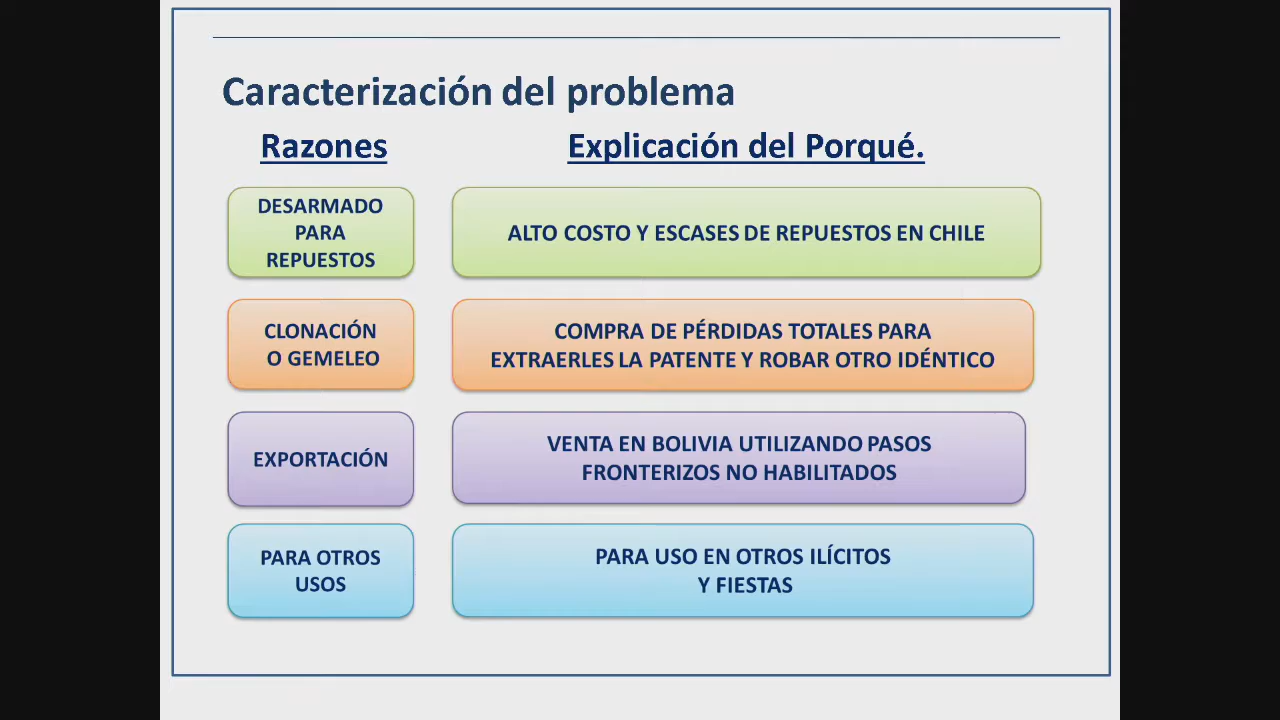 Caracterización del problema
Razones
Explicación del Porqué.
DESARMADO
PARA
REPUESTOS
ALTO COSTO Y ESCASES DE REPUESTOS EN CHILE
CLONACIÓN
O GEMELEO
COMPRA DE PÉRDIDAS TOTALES PARA
EXTRAERLES LA PATENTE Y ROBAR OTRO IDÉNTICO
EXPORTACIÓN
VENTA EN BOLIVIA UTILIZANDO PASOS
FRONTERIZOS NO HABILITADOS
PARA OTROS
USOS
PARA USO EN OTROS ILÍCITOS
Y FIESTAS